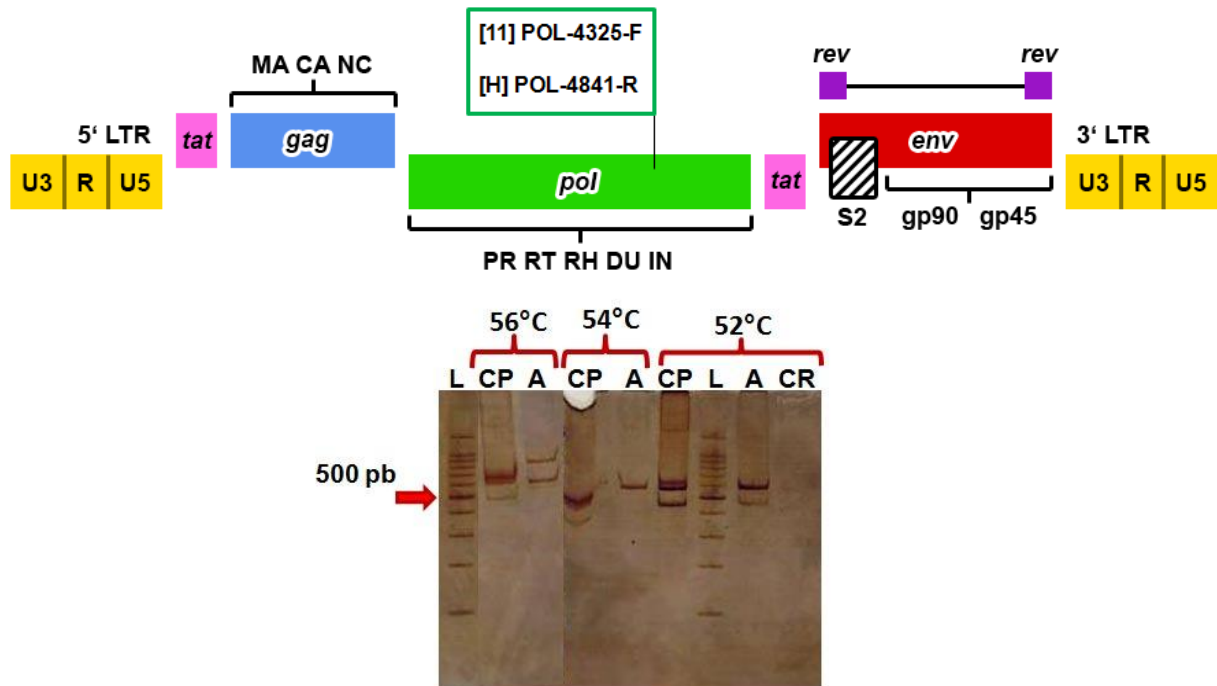 [11] POL-4325-F
[H] POL-4841-R
rev rev
MA CA NC
5‘ LTR tat gag env 3‘ LTR
U3 R U5 pol tat U3 R U5
S2 gp90 gp45
PR RT RH DU IN
56°C 54°C 52°C
L CP A CP A CP L A CR
500 pb